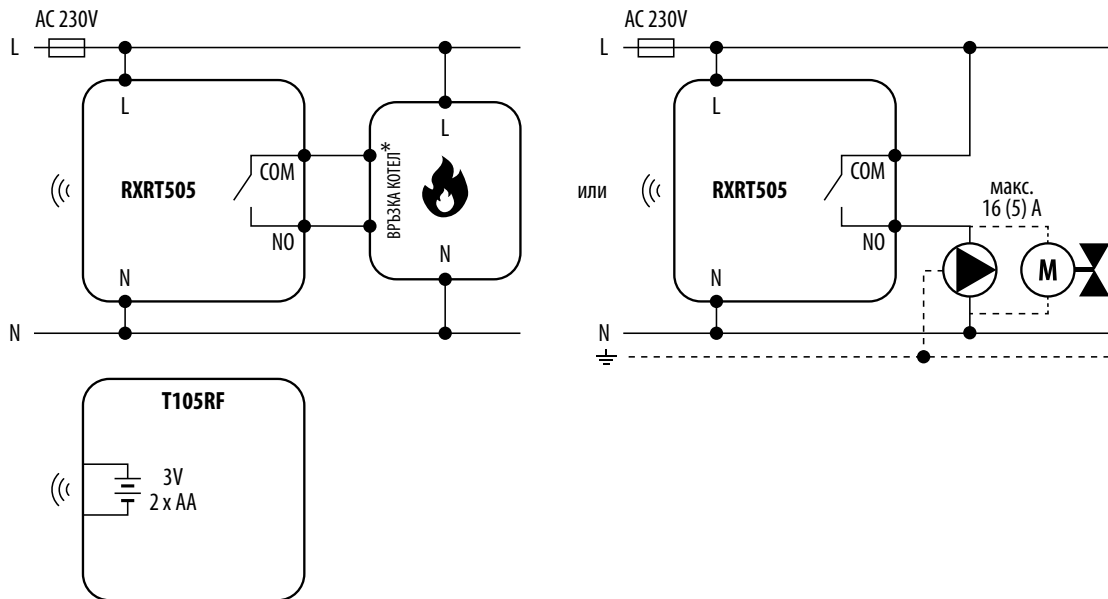 AC 230V
L
L
RXRT505
COM
NO
N
ВРЪЗКА КОТЕЛ*
L
N
N
T105RF
3V
2 x AA
или
AC 230V
L
L
RXRT505
COM
NO
N
макс.
16 (5) A
M
N